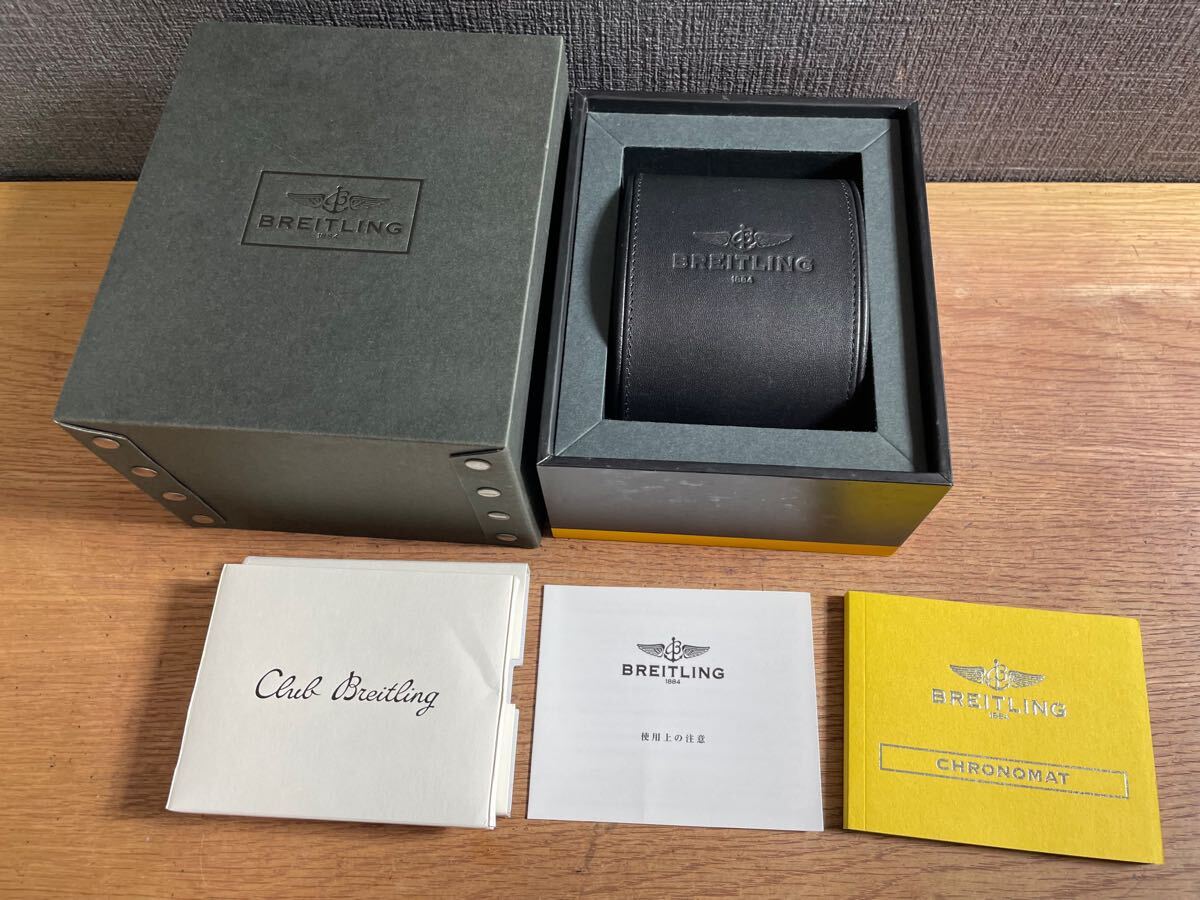 BREITLING
1884
BREITLING
1884
Club Breitling
BREITLING
1884
使用上の注意
BREITLING
1884
CHRONOMAT